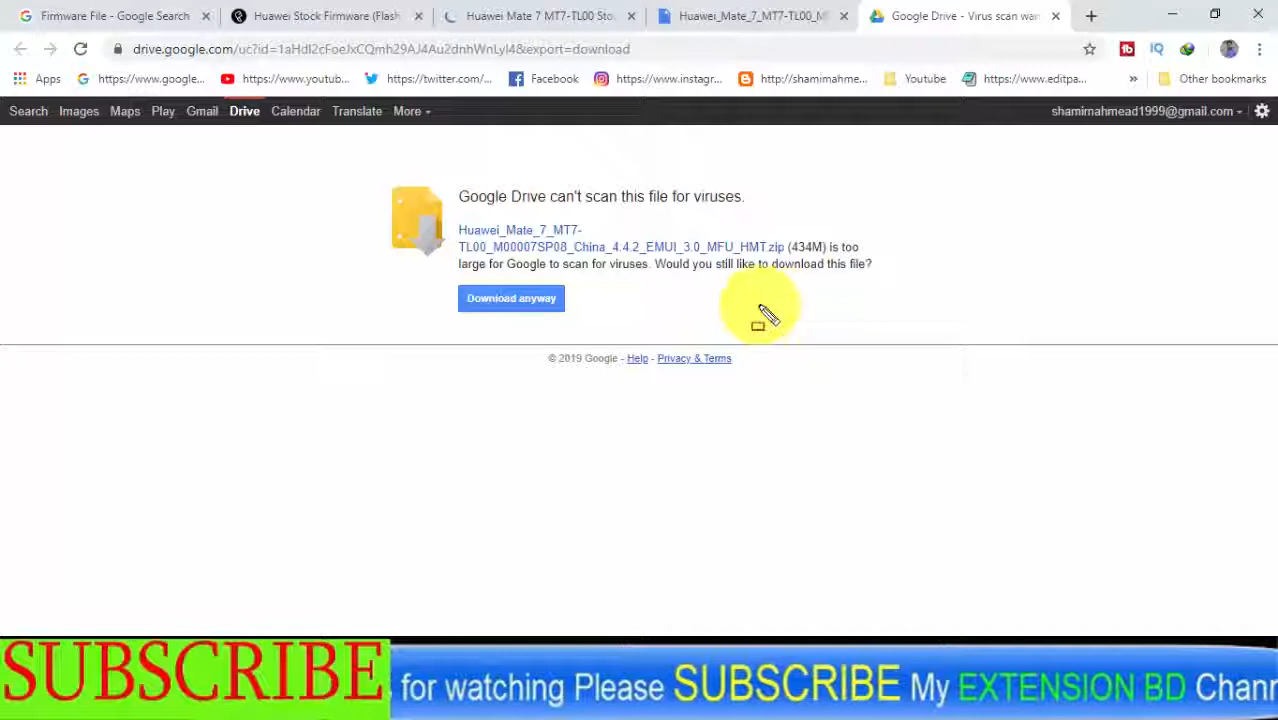 Firmware File - Google Search
Huawei Stock Firmware (Flash
Huawei Mate 7 MT7-TL00 Sto
Huawei_Mate_7_MT7-TL00_M
Google Drive - Virus scan war
drive.google.com/uc?id=1aHdI2cFoeJxCQmh29AJ4Au2dnhWnLyl4&export=download
Apps
https://www.google...
https://www.youtub...
https://twitter.com/...
Facebook
https://www.instagr...
http://shamimahme...
Youtube
https://www.editpa...
Other bookmarks
Search Images Maps Play Gmail Drive Calendar Translate More
shamimahmead1999@gmail.com
Google Drive can't scan this file for viruses.
Huawei_Mate_7_MT7-
TL00_M00007SP08_China_4.4.2_EMUI_3.0_MFU_HMT.zip (434M) is too
large for Google to scan for viruses. Would you still like to download this file?
Download anyway
© 2019 Google - Help - Privacy & Terms
SUBSCRIBE
for watching Please SUBSCRIBE My EXTENSION BD Chann